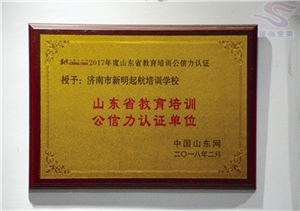 2017年度山东省教育培训公信力认证
授予：济南市新明起航培训学校
山东省教育培训
公信力认证单位
中国山东网
二〇一八年二月